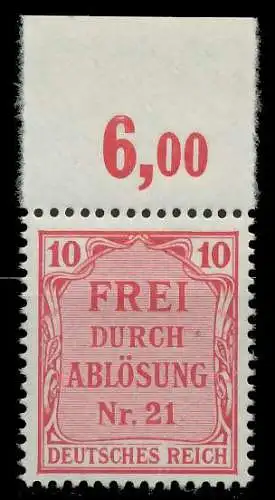 6,00
10 10
FREI
DURCH
ABLÖSUNG
Nr. 21
DEUTSCHES REICH